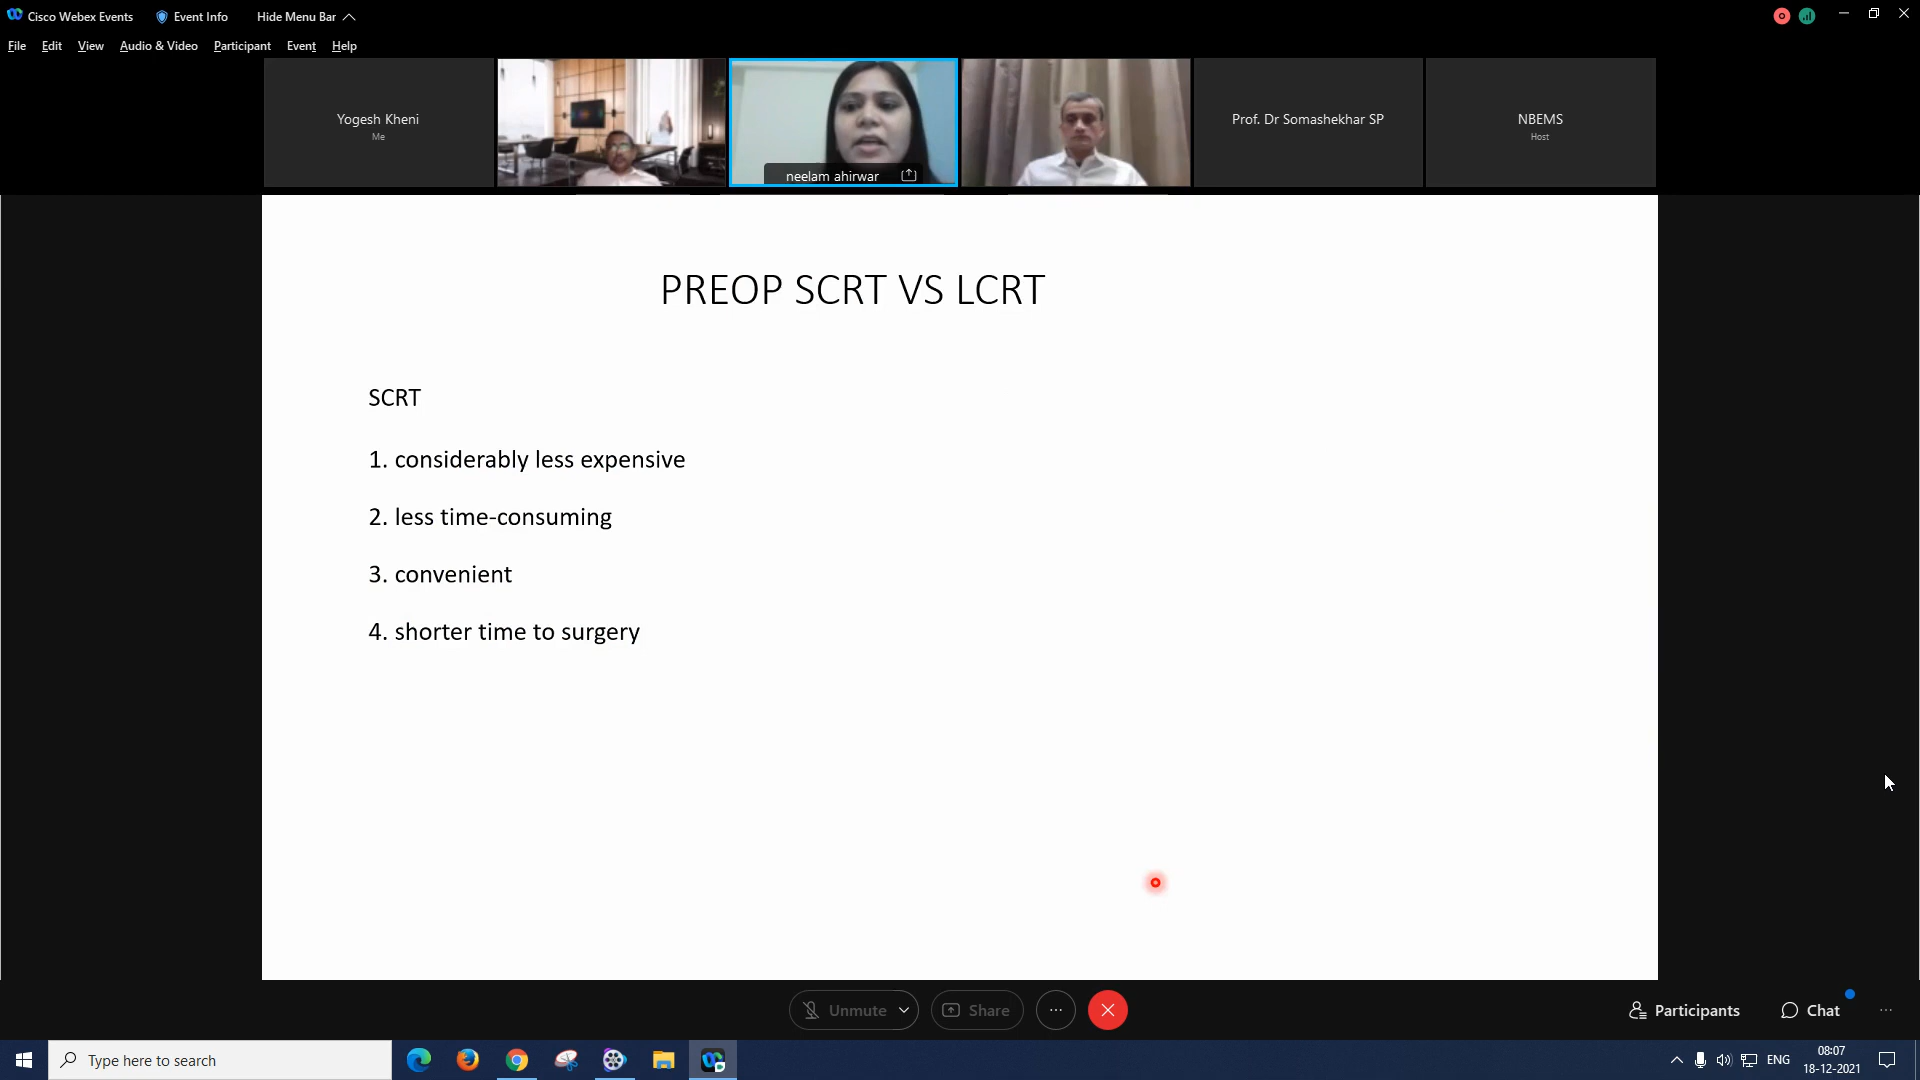 Cisco Webex Events
Event Info
Hide Menu Bar
File Edit View Audio & Video Participant Event Help
Yogesh Kheni
Me
neelam ahirwar
Prof. Dr Somashekhar SP
NBEMS
Host
PREOP SCRT VS LCRT
SCRT
1. considerably less expensive
2. less time-consuming
3. convenient
4. shorter time to surgery
Unmute
Share
Participants
Chat
Type here to search
ENG
08:07
18-12-2021